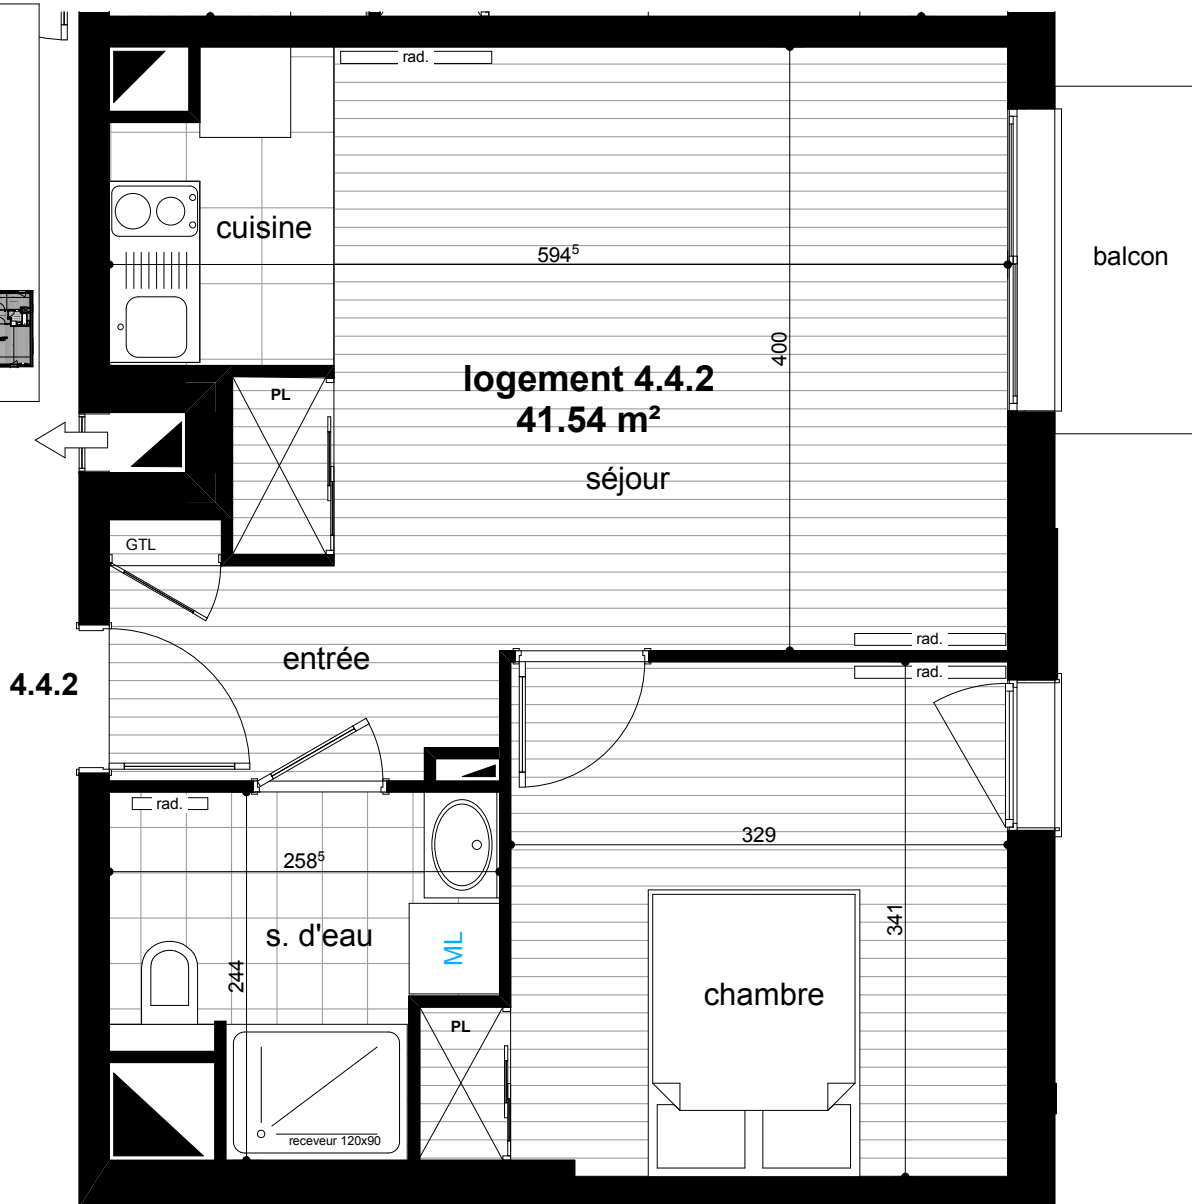 rad.
cuisine
594⁵
balcon
400
logement 4.4.2
41.54 m²
PL
séjour
GTL
entrée
rad.
rad.
4.4.2
rad.
329
258⁵
s. d'eau
ML
341
244
chambre
PL
receveur 120x90